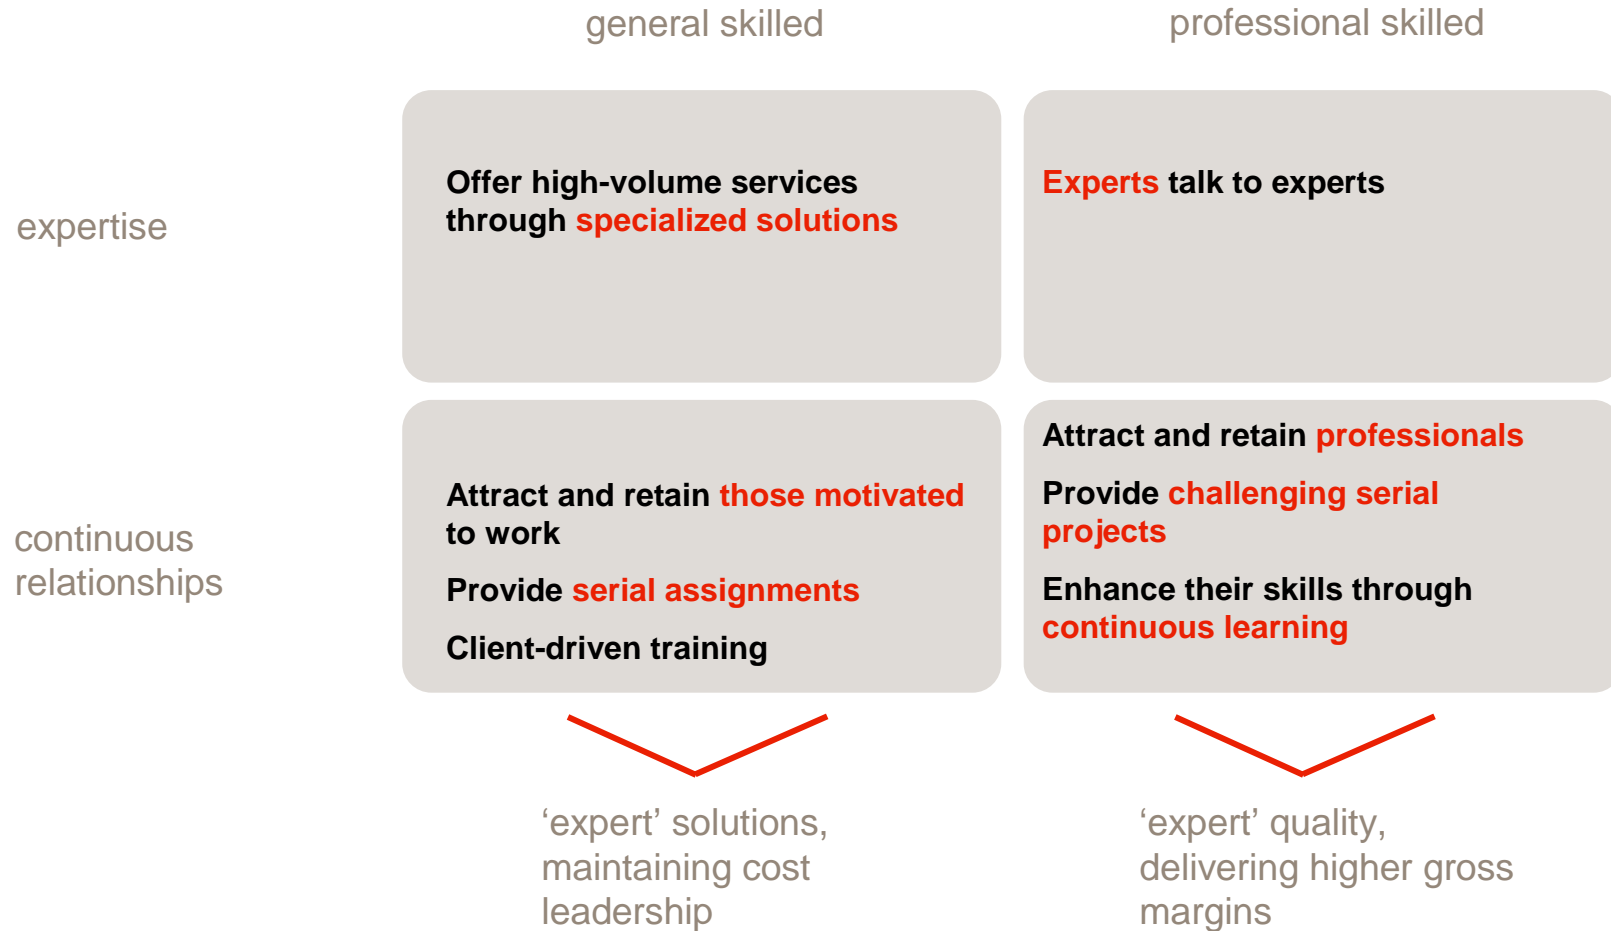 general skilled
professional skilled
expertise
Offer high-volume services
through specialized solutions
Experts talk to experts
continuous
relationships
Attract and retain those motivated
to work
Provide serial assignments
Client-driven training
Attract and retain professionals
Provide challenging serial
projects
Enhance their skills through
continuous learning
‘expert’ solutions,
maintaining cost
leadership
‘expert’ quality,
delivering higher gross
margins